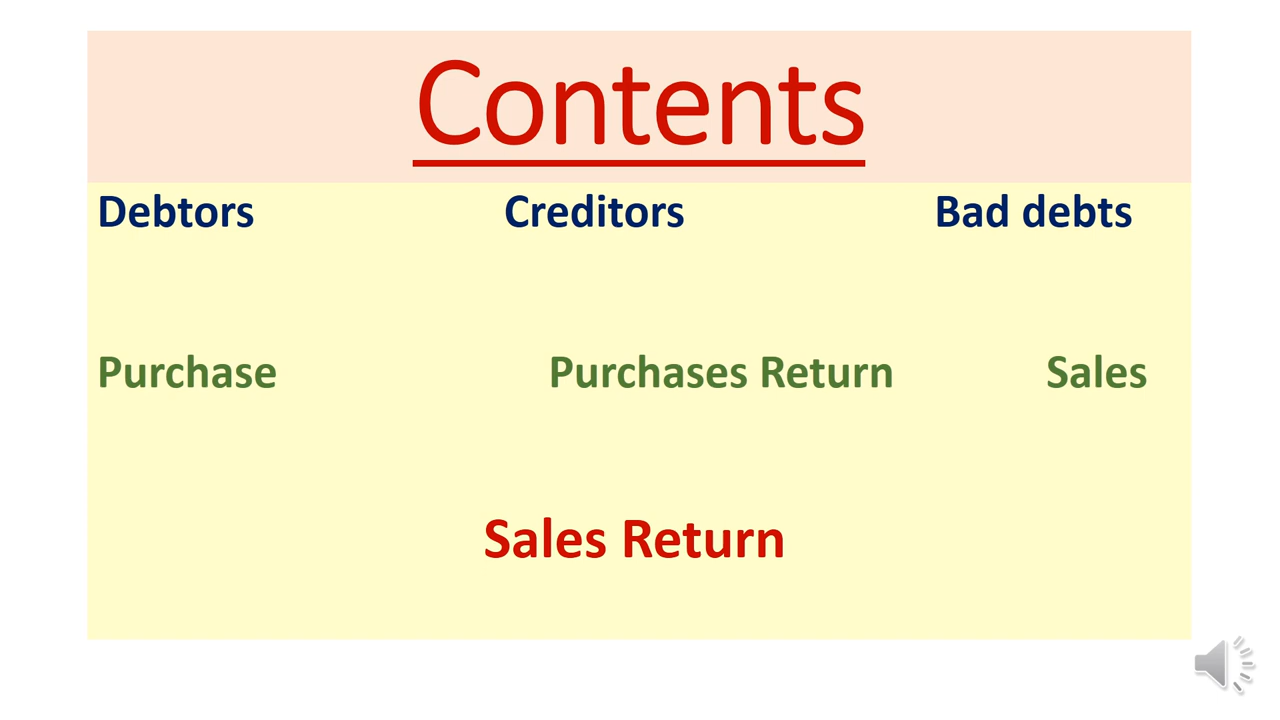 Contents
Debtors Creditors Bad debts
Purchase Purchases Return Sales
Sales Return